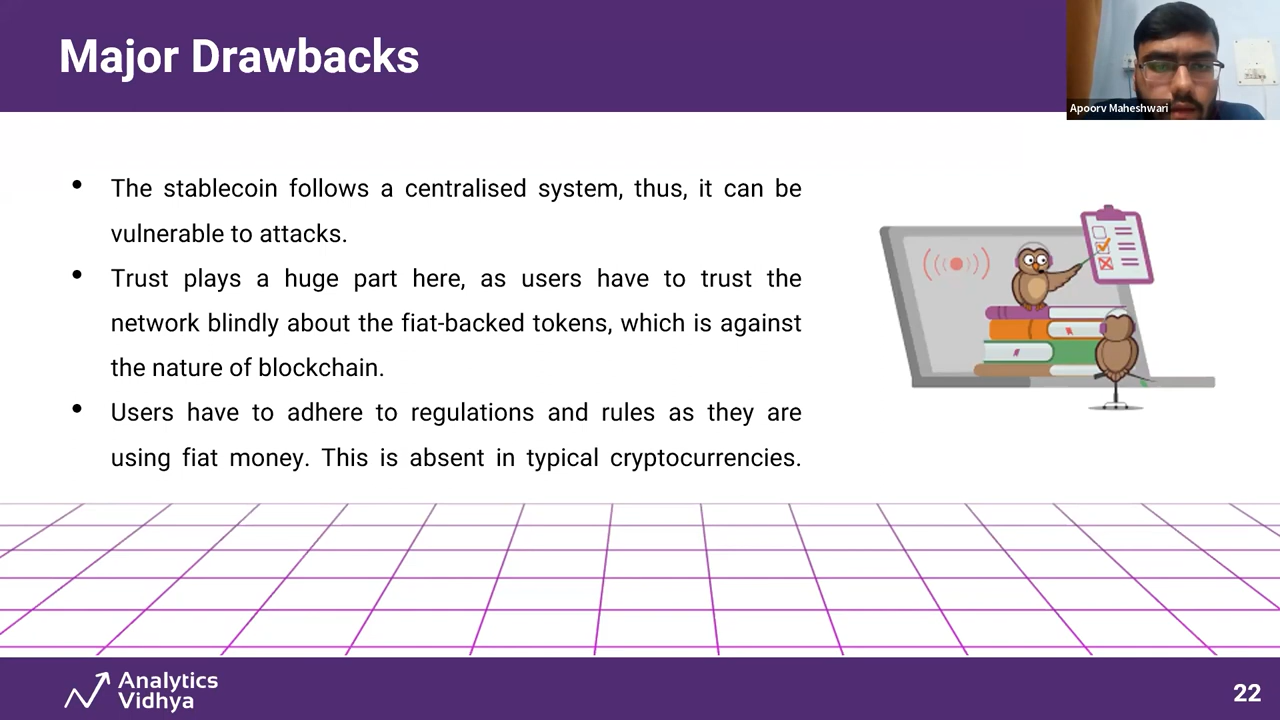 Major Drawbacks
Apoorv Maheshwari
• The stablecoin follows a centralised system, thus, it can be
vulnerable to attacks.
• Trust plays a huge part here, as users have to trust the
network blindly about the fiat-backed tokens, which is against
the nature of blockchain.
• Users have to adhere to regulations and rules as they are
using fiat money. This is absent in typical cryptocurrencies.
Analytics
Vidhya
22